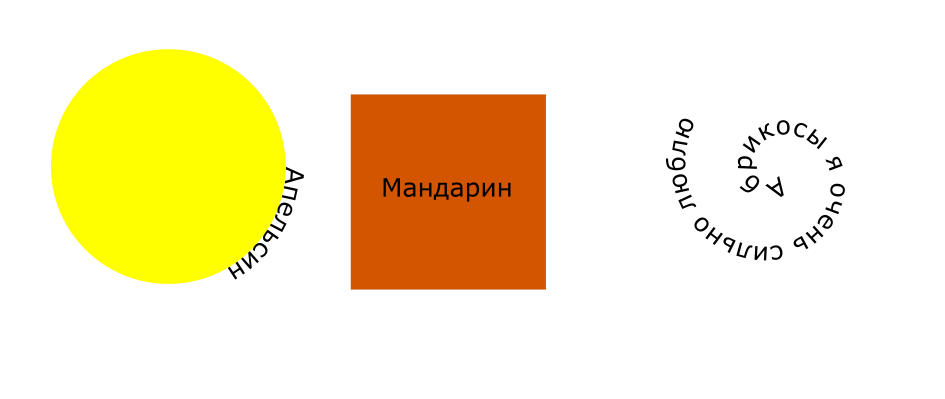 Апельсин
Мандарин
Абрикосы я очень сильно люблю